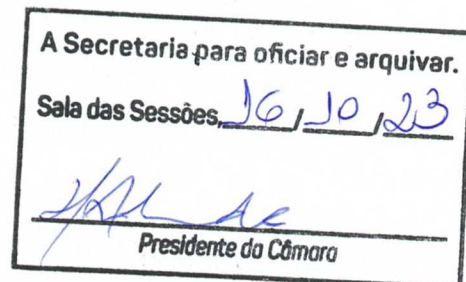 A Secretaria para oficiar e arquivar.
Sala das Sessões, 16 / 10 / 23
Presidente da Câmara